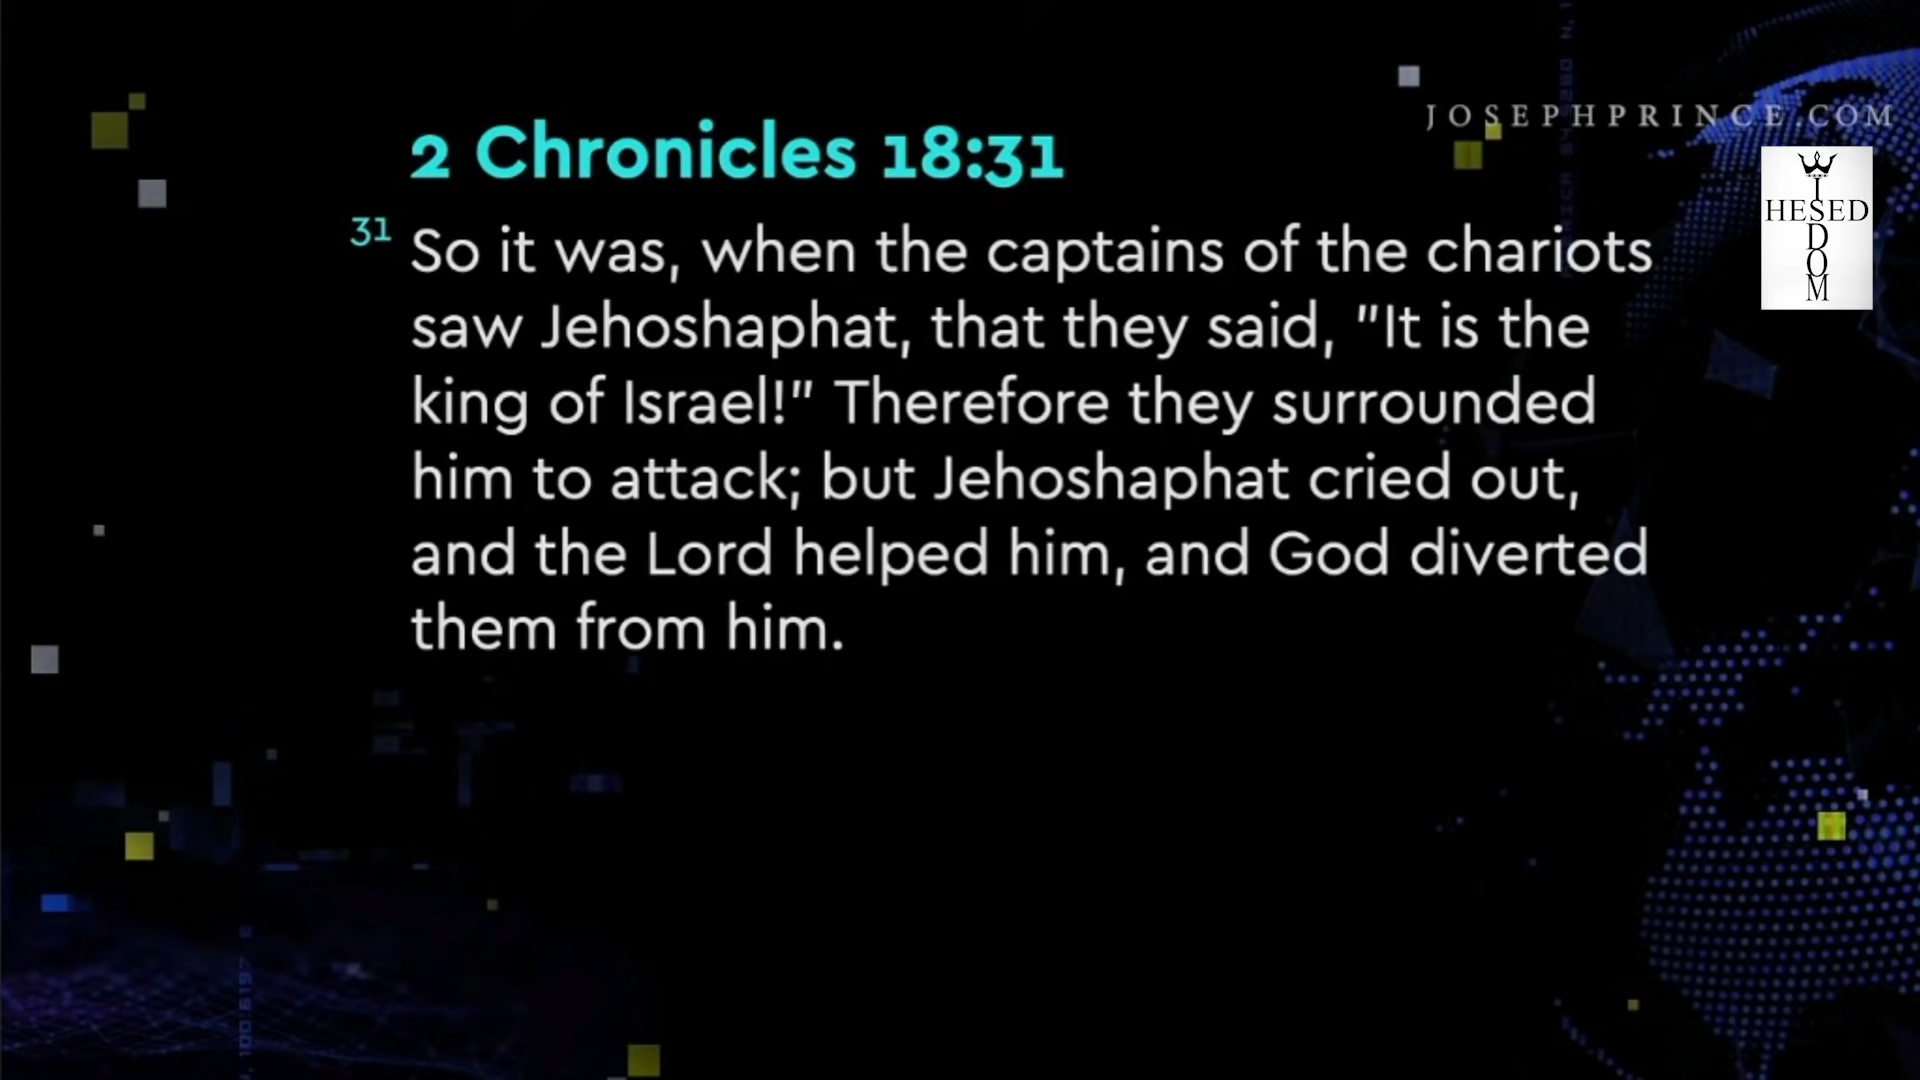 JOSEPHPRINCE.COM
2 Chronicles 18:31
31 So it was, when the captains of the chariots
saw Jehoshaphat, that they said, "It is the
king of Israel!" Therefore they surrounded
him to attack; but Jehoshaphat cried out,
and the Lord helped him, and God diverted
them from him.
HESED
WISDOM